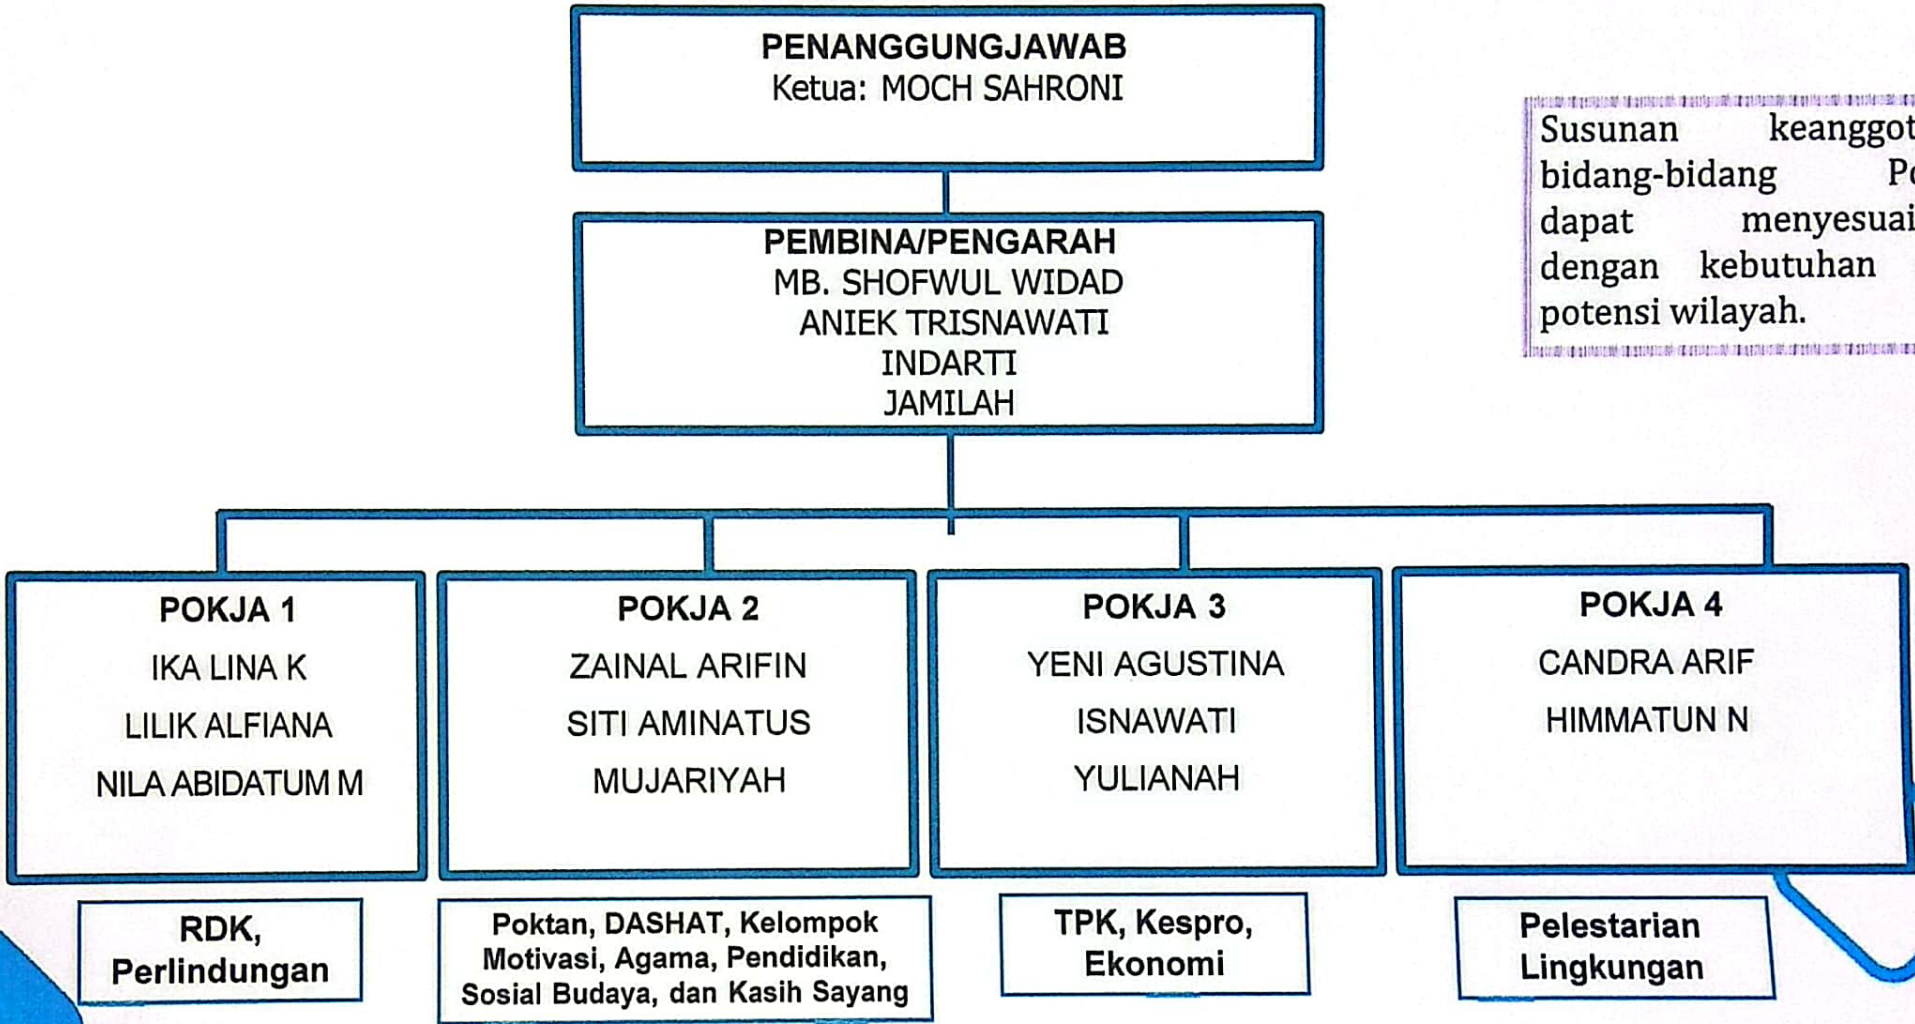 PENANGGUNGJAWAB
Ketua: MOCH SAHRONI
Susunan
bidang-bidang
dapat
dengan kebutuhan
potensi wilayah.
PEMBINA/PENGARAH
MB. SHOFWUL WIDAD
ANIEK TRISNAWATI
INDARTI
JAMILAH
POKJA 1
IKA LINA K
LILIK ALFIANA
NILA ABIDATUM M
POKJA 2
ZAINAL ARIFIN
SITI AMINATUS
MUJARIYAH
POKJA 3
YENI AGUSTINA
ISNAWATI
YULIANAH
POKJA 4
CANDRA ARIF
HIMMATUN N
RDK,
Perlindungan
Poktan, DASHAT, Kelompok
Motivasi, Agama, Pendidikan,
Sosial Budaya, dan Kasih Sayang
TPK, Kespro,
Ekonomi
Pelestarian
Lingkungan